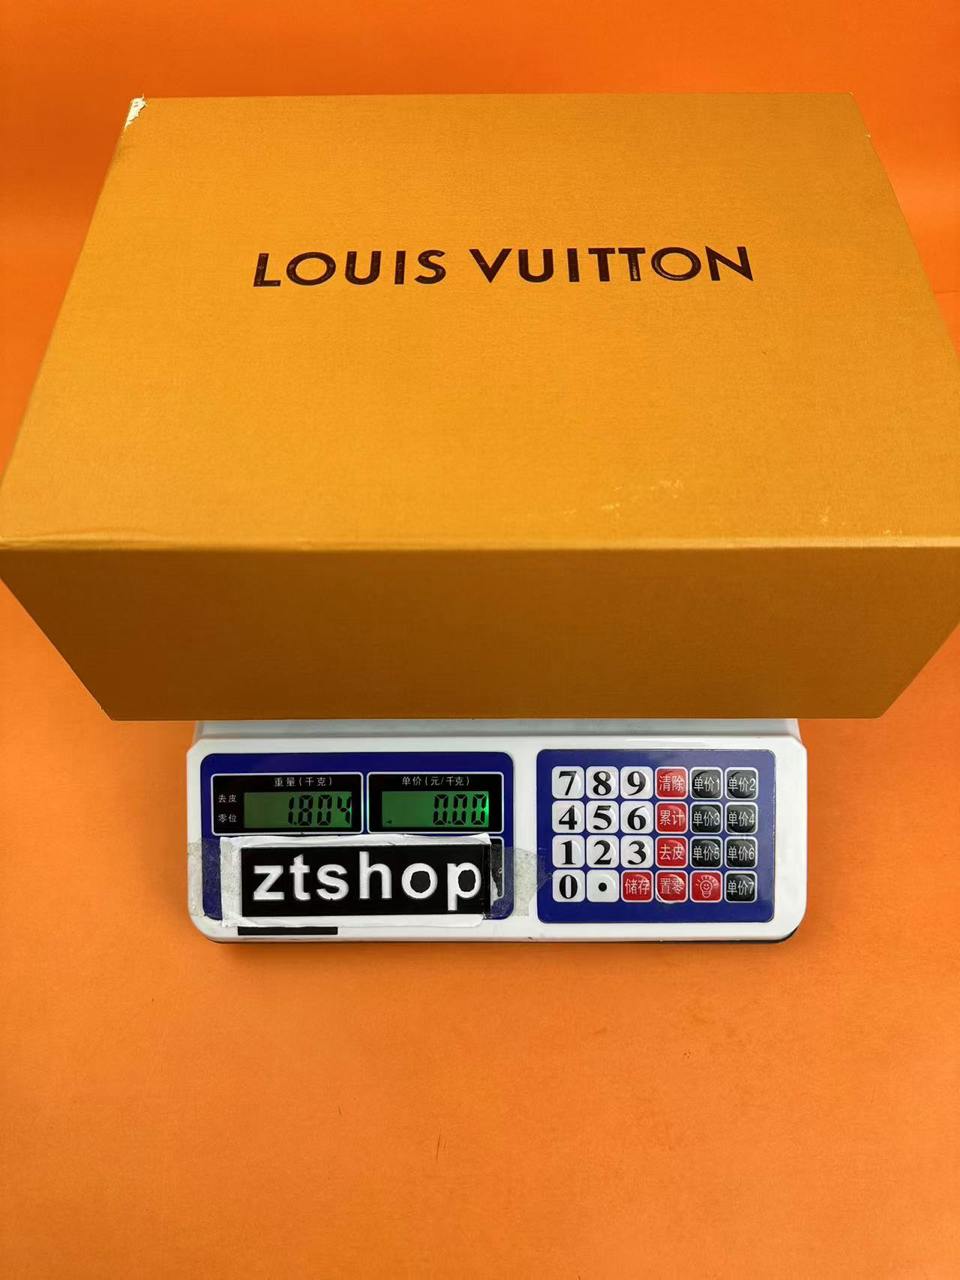 LOUIS VUITTON
重量(千克)
单价(元/千克)
去皮
零位
1.804
0.00
ztshop
7 8 9 清除 单价1 单价2
4 5 6 累计 单价3 单价4
1 2 3 去皮 单价5 单价6
0 . 储存 置零 单价7